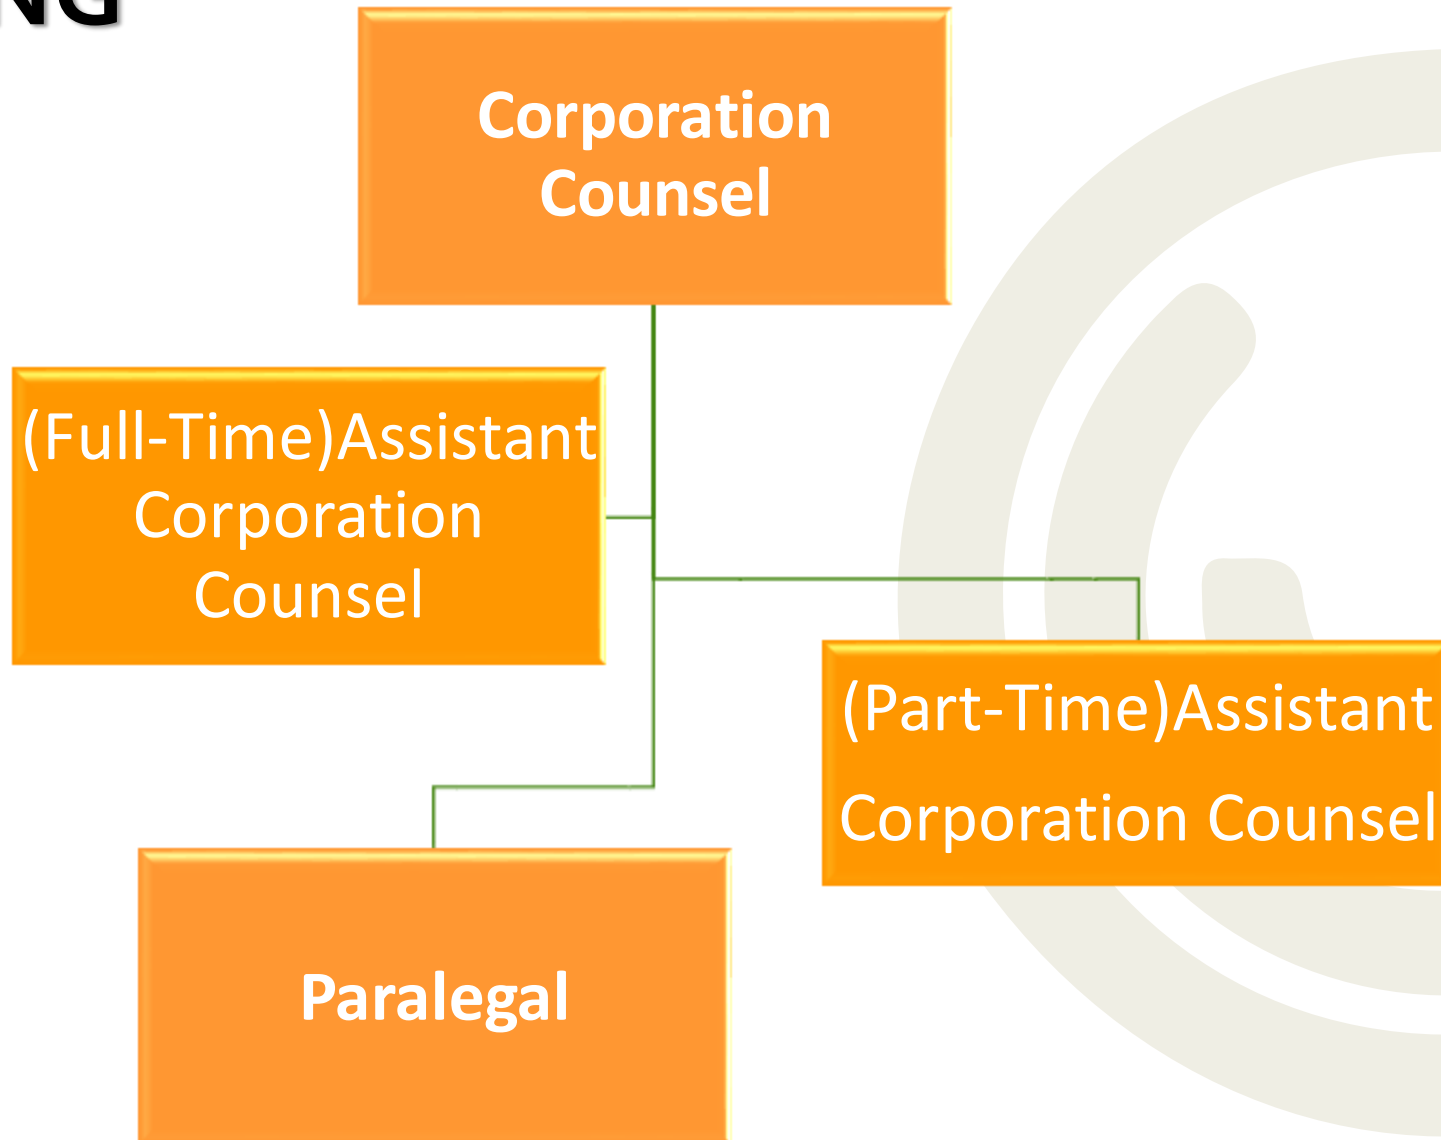 Corporation
Counsel
(Full-Time)Assistant
Corporation
Counsel
(Part-Time)Assistant
Corporation Counsel
Paralegal